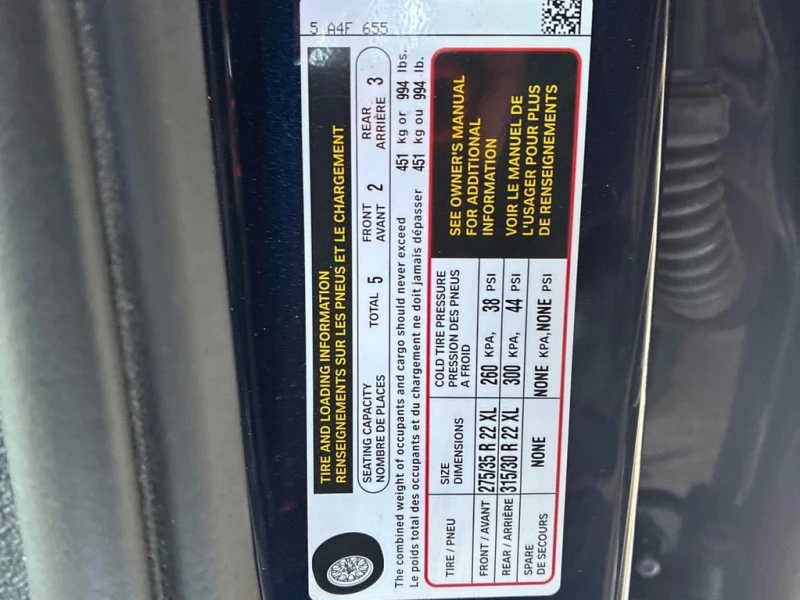 5 A4F 655
TIRE AND LOADING INFORMATION
RENSEIGNEMENTS SUR LES PNEUS ET LE CHARGEMENT
SEATING CAPACITY
NOMBRE DE PLACES
TOTAL 5
FRONT
AVANT 2
REAR
ARRIÈRE 3
The combined weight of occupants and cargo should never exceed 451 kg or 994 lbs.
Le poids total des occupants et du chargement ne doit jamais dépasser 451 kg ou 994 lb.
TIRE / PNEU
SIZE
DIMENSIONS
COLD TIRE PRESSURE
PRESSION DES PNEUS
A FROID
FRONT / AVANT 275/35 R 22 XL 260 KPA, 38 PSI
REAR / ARRIÈRE 315/30 R 22 XL 300 KPA, 44 PSI
SPARE
DE SECOURS
NONE NONE KPA, NONE PSI
SEE OWNER'S MANUAL
FOR ADDITIONAL
INFORMATION
VOIR LE MANUEL DE
L'USAGER POUR PLUS
DE RENSEIGNEMENTS